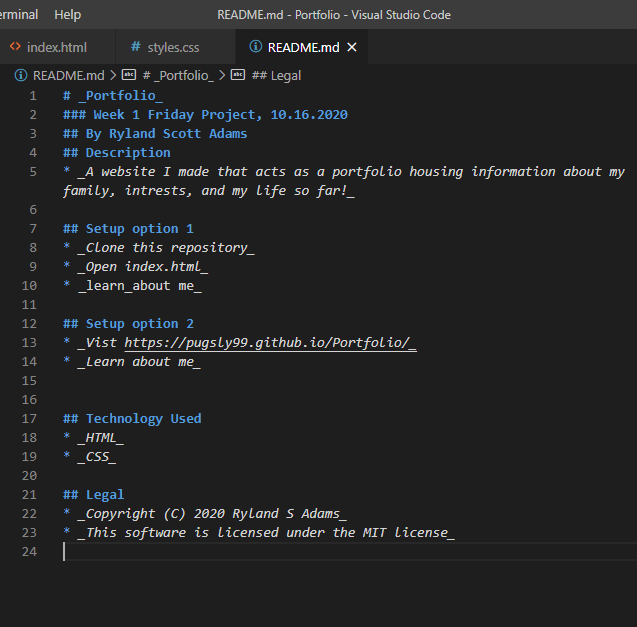 erminal Help README.md - Portfolio - Visual Studio Code
index.html # styles.css README.md ×
README.md > # _Portfolio_ > ## Legal
1 # _Portfolio_
2 ### Week 1 Friday Project, 10.16.2020
3 ## By Ryland Scott Adams
4 ## Description
5 * _A website I made that acts as a portfolio housing information about my
family, intrests, and my life so far!_
6
7 ## Setup option 1
8 * _Clone this repository_
9 * _Open index.html_
10 * _learn_about me_
11
12 ## Setup option 2
13 * _Vist https://pugsly99.github.io/Portfolio/_
14 * _Learn about me_
15
16
17 ## Technology Used
18 * _HTML_
19 * _CSS_
20
21 ## Legal
22 * _Copyright (C) 2020 Ryland S Adams_
23 * _This software is licensed under the MIT license_
24